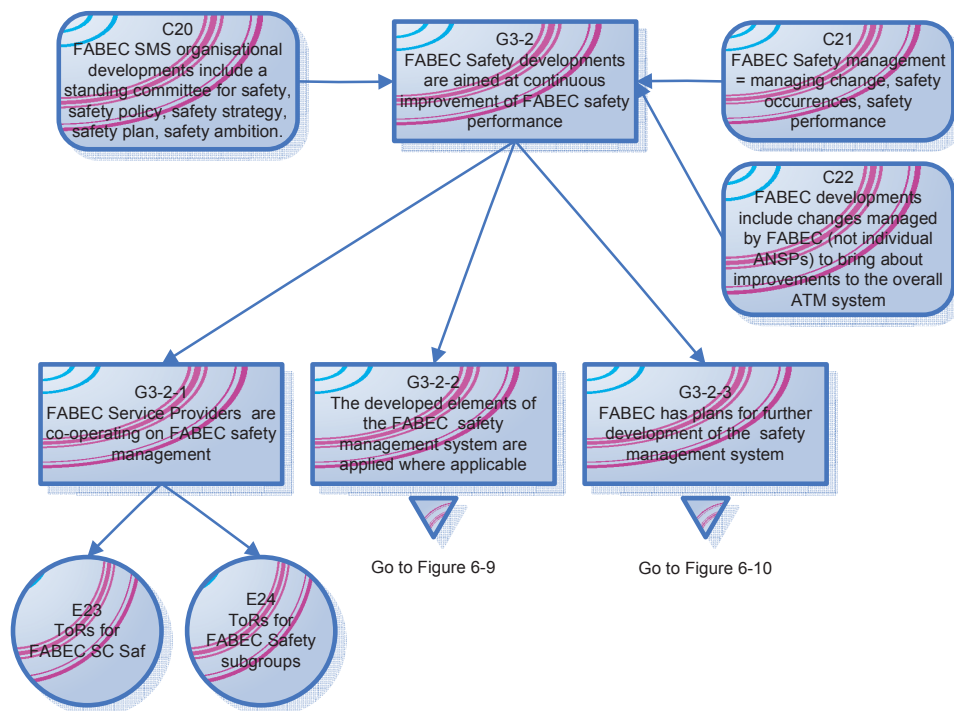 C20
FABEC SMS organisational
developments include a
standing committee for safety,
safety policy, safety strategy,
safety plan, safety ambition.
G3-2
FABEC Safety developments
are aimed at continuous
improvement of FABEC safety
performance
C21
FABEC Safety management
= managing change, safety
occurrences, safety
performance
C22
FABEC developments
include changes managed
by FABEC (not individual
ANSPs) to bring about
improvements to the overall
ATM system
G3-2-1
FABEC Service Providers are
co-operating on FABEC safety
management
G3-2-2
The developed elements of
the FABEC safety
management system are
applied where applicable
G3-2-3
FABEC has plans for further
development of the safety
management system
Go to Figure 6-9
Go to Figure 6-10
E23
ToRs for
FABEC SC Saf
E24
ToRs for
FABEC Safety
subgroups